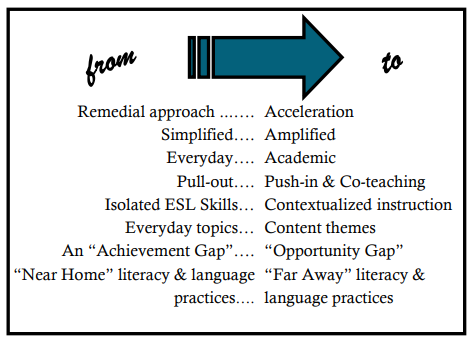 from to
Remedial approach ....... Acceleration
Simplified.... Amplified
Everyday.... Academic
Pull-out.... Push-in & Co-teaching
Isolated ESL Skills... Contextualized instruction
Everyday topics... Content themes
An “Achievement Gap”.... “Opportunity Gap”
“Near Home” literacy & language “Far Away” literacy &
practices.... language practices